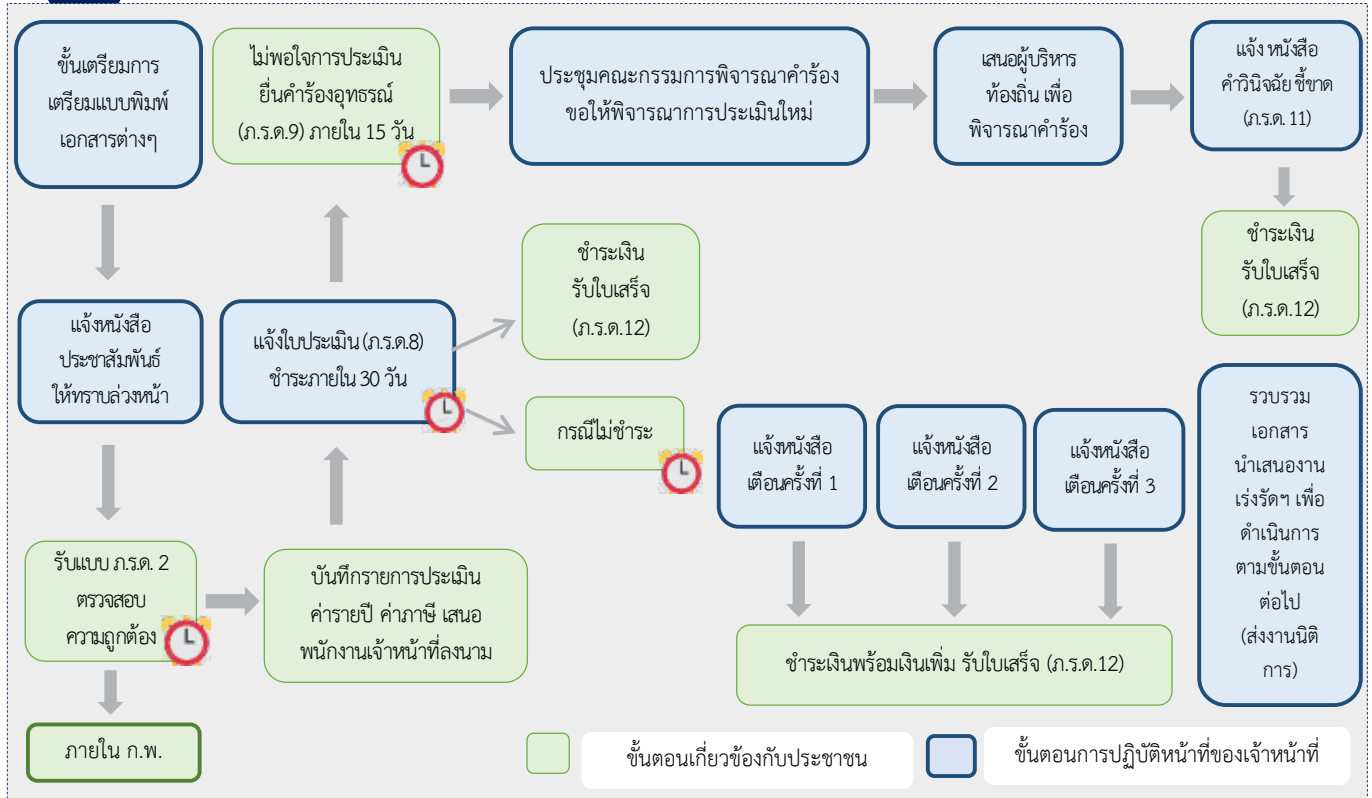 ขั้นเตรียมการ
เตรียมแบบพิมพ์
เอกสารต่างๆ
ไม่พอใจการประเมิน
ยื่นคำร้องอุทธรณ์
(ภ.ร.ด.9) ภายใน 15 วัน
ประชุมคณะกรรมการพิจารณาคำร้อง
ขอให้พิจารณาการประเมินใหม่
เสนอผู้บริหาร
ท้องถิ่น เพื่อ
พิจารณาคำร้อง
แจ้ง หนังสือ
คำวินิจฉัย ชี้ขาด
(ภ.ร.ด. 11)
ชำระเงิน
รับใบเสร็จ
(ภ.ร.ด.12)
แจ้งหนังสือ
ประชาสัมพันธ์
ให้ทราบล่วงหน้า
แจ้งใบประเมิน (ภ.ร.ด.8)
ชำระภายใน 30 วัน
ชำระเงิน
รับใบเสร็จ
(ภ.ร.ด.12)
กรณีไม่ชำระ
แจ้งหนังสือ
เตือนครั้งที่ 1
แจ้งหนังสือ
เตือนครั้งที่ 2
แจ้งหนังสือ
เตือนครั้งที่ 3
รวบรวม
เอกสาร
นำเสนองาน
เร่งรัดฯ เพื่อ
ดำเนินการ
ตามขั้นตอน
ต่อไป
(ส่งงานนิติ
การ)
รับแบบ ภ.ร.ด. 2
ตรวจสอบ
ความถูกต้อง
บันทึกรายการประเมิน
ค่ารายปี ค่าภาษี เสนอ
พนักงานเจ้าหน้าที่ลงนาม
ชำระเงินพร้อมเงินเพิ่ม รับใบเสร็จ (ภ.ร.ด.12)
ภายใน ก.พ.
ขั้นตอนเกี่ยวข้องกับประชาชน
ขั้นตอนการปฏิบัติหน้าที่ของเจ้าหน้าที่